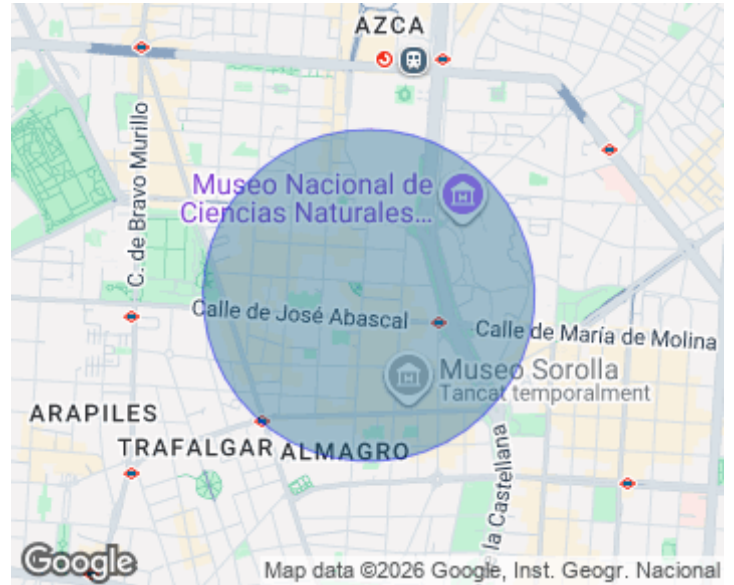 AZCA
C. de Bravo Murillo
Museo Nacional de
Ciencias Naturales...
Calle de José Abascal
Calle de María de Molina
Museo Sorolla
Tancat temporalment
ARAPILES
TRAFALGAR
ALMAGRO
la Castellana
Google
Map data ©2026 Google, Inst. Geogr. Nacional